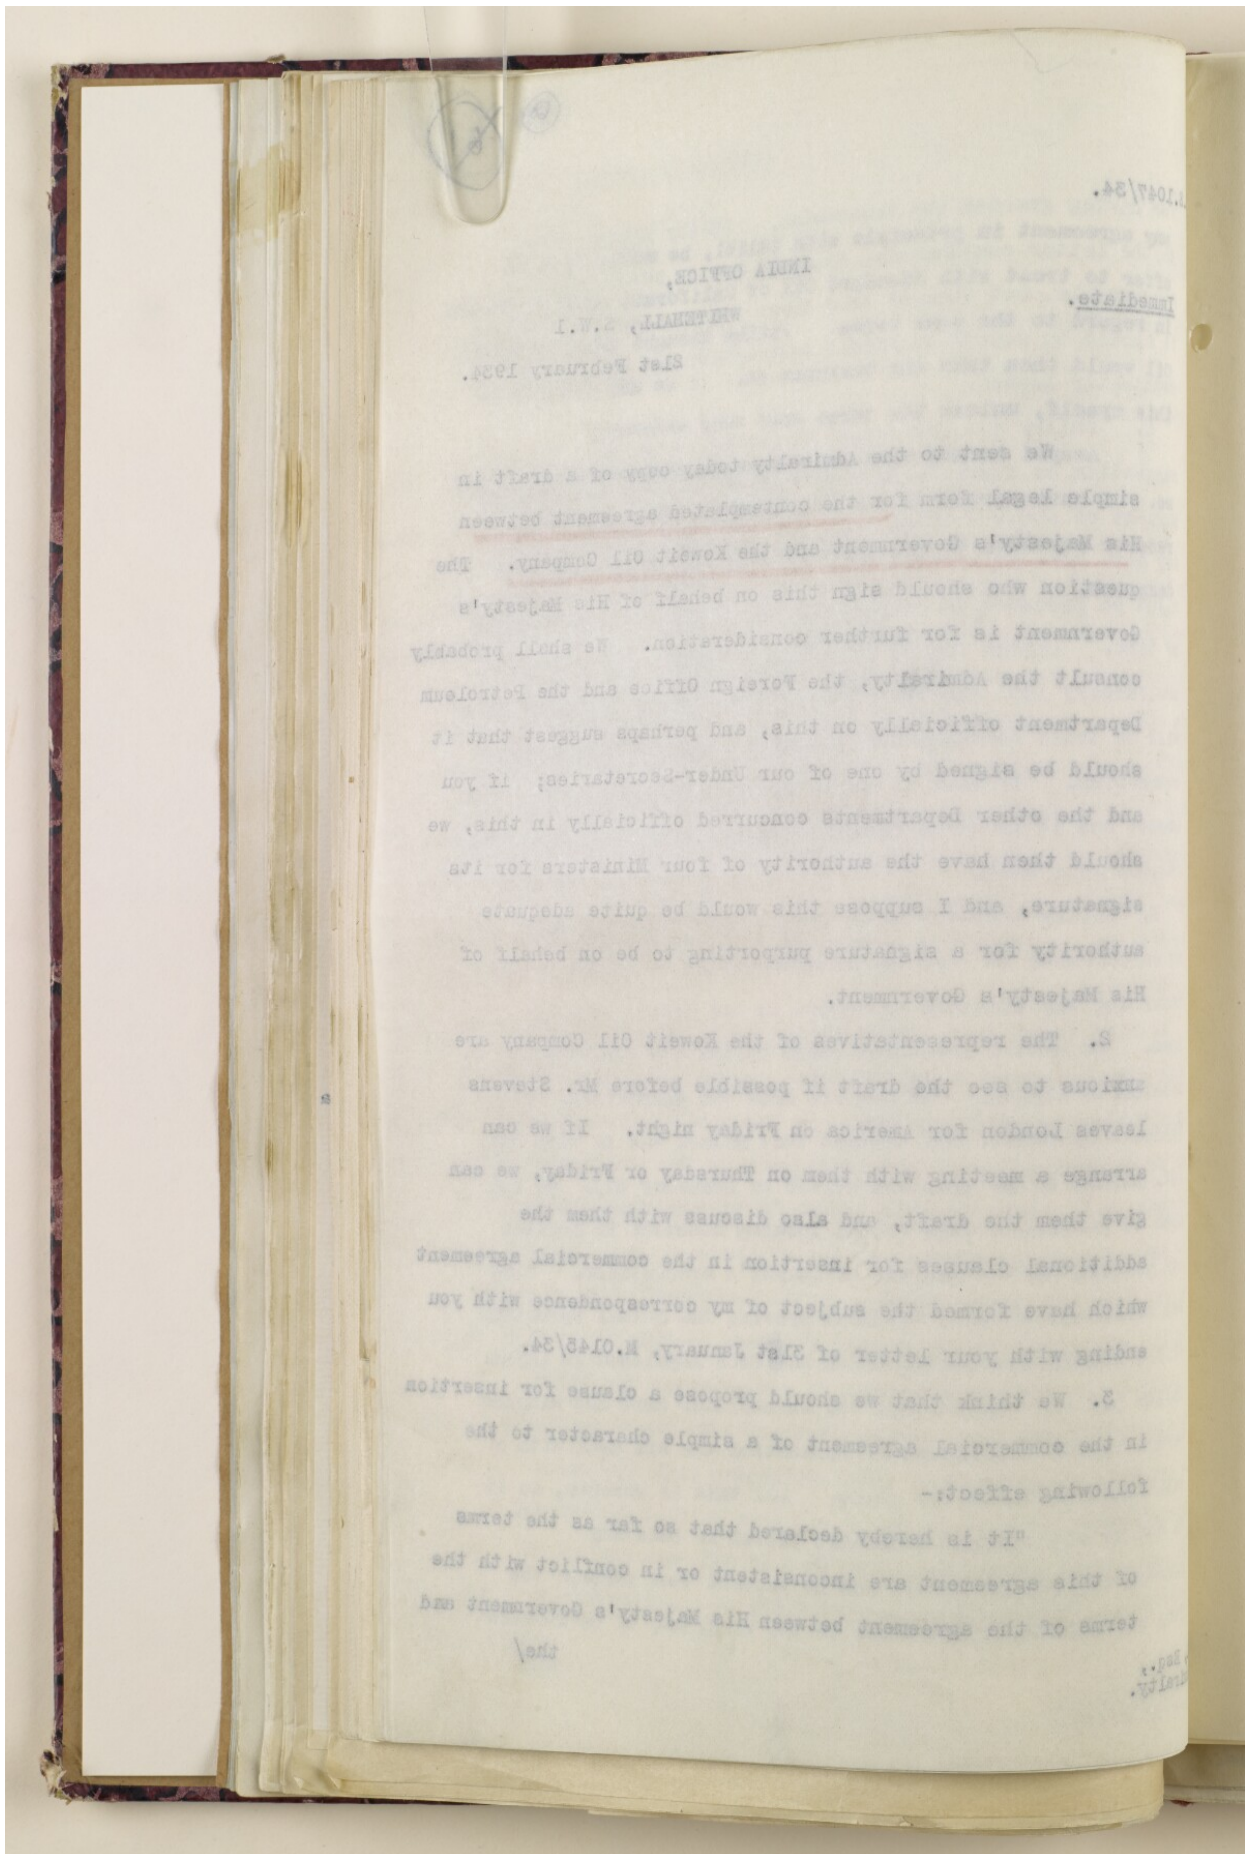 1047/34.
INDIA OFFICE,
Immediate.
WHITEHALL, S.W.1
21st February 1934.
We sent to the Admiralty today copy of a draft in
simple legal form for the contemplated agreement between
His Majesty's Government and the Koweit Oil Company. The
question who should sign this on behalf of His Majesty's
Government is for further consideration. We shall probably
consult the Admiralty, the Foreign Office and the Petroleum
Department officially on this, and perhaps suggest that it
should be signed by one of our Under-Secretaries; if you
and the other Departments concurred officially in this, we
should then have the authority of four Ministers for its
signature, and I suppose this would be quite adequate
authority for a signature purporting to be on behalf of
His Majesty's Government.
2. The representatives of the Koweit Oil Company are
anxious to see the draft if possible before Mr. Stevens
leaves London for America on Friday night. If we can
arrange a meeting with them on Thursday or Friday, we can
give them the draft, and also discuss with them the
additional clauses for insertion in the commercial agreement
which have formed the subject of my correspondence with you
ending with your letter of 31st January, M.0145/34.
3. We think that we should propose a clause for insertion
in the commercial agreement of a simple character to the
following effect:-
"It is hereby declared that so far as the terms
of this agreement are inconsistent or in conflict with the
terms of the agreement between His Majesty's Government and
the/
Esq.,